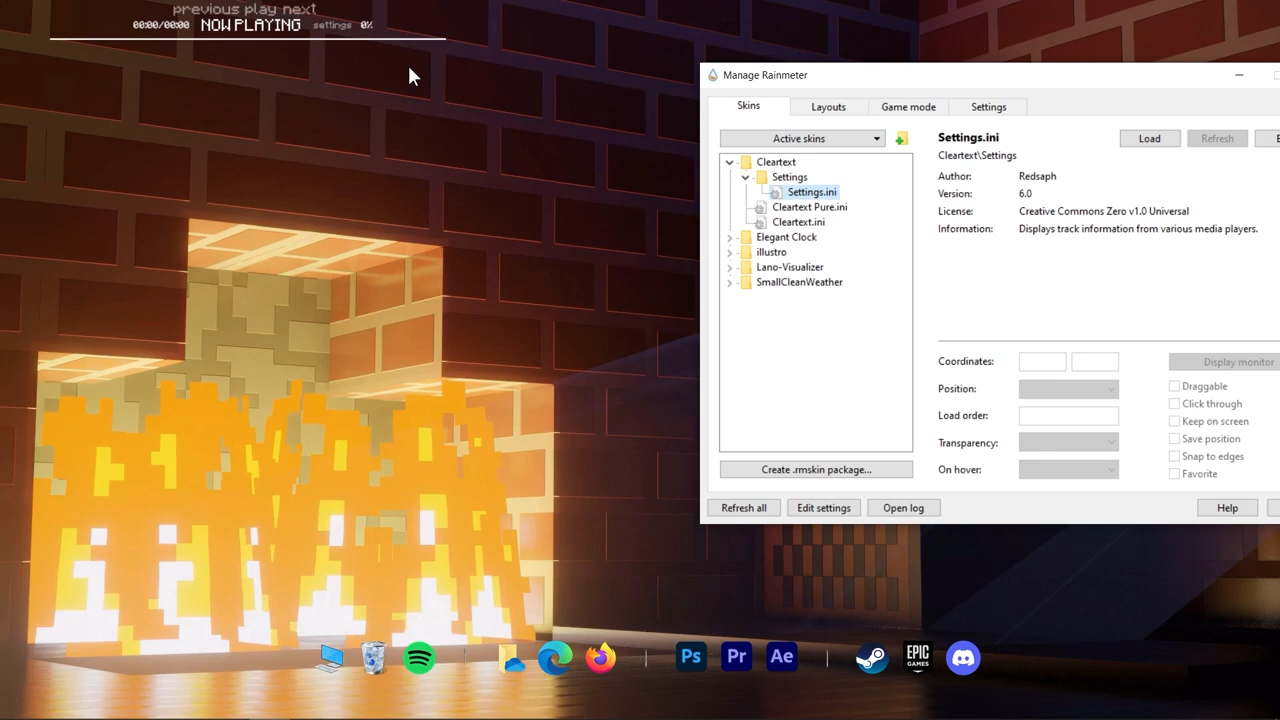 previous play next
00:00/00:00 NOW PLAYING settings 0%
Manage Rainmeter
Skins Layouts Game mode Settings
Active skins
Cleartext
Settings
Settings.ini
Cleartext Pure.ini
Cleartext.ini
Elegant Clock
illustro
Lano-Visualizer
SmallCleanWeather
Create .rmskin package...
Settings.ini Load Refresh
Cleartext\Settings
Author: Redsaph
Version: 6.0
License: Creative Commons Zero v1.0 Universal
Information: Displays track information from various media players.
Coordinates: Display monitor
Position:
Load order:
Transparency:
On hover:
Draggable
Click through
Keep on screen
Save position
Snap to edges
Favorite
Refresh all Edit settings Open log Help
Ps Pr Ae
EPIC
GAMES